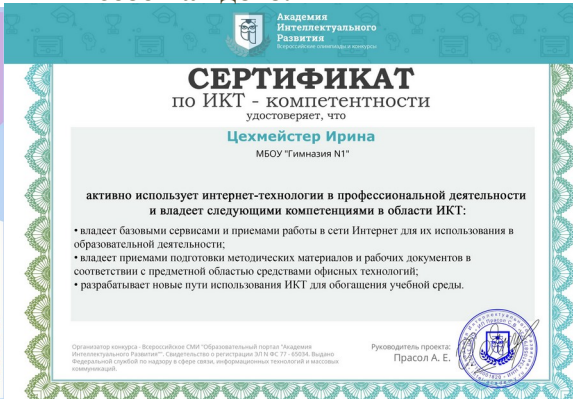 Академия
Интеллектуального
Развития
Всероссийские олимпиады и конкурсы
СЕРТИФИКАТ
по ИКТ - компетентности
удостоверяет, что
Цехмейстер Ирина
МБОУ "Гимназия N1"
активно использует интернет-технологии в профессиональной деятельности
и владеет следующими компетенциями в области ИКТ:
• владеет базовыми сервисами и приемами работы в сети Интернет для их использования в
образовательной деятельности;
• владеет приемами подготовки методических материалов и рабочих документов в
соответствии с предметной областью средствами офисных технологий;
• разрабатывает новые пути использования ИКТ для обогащения учебной среды.
Организатор конкурса - Всероссийское СМИ "Образовательный портал "Академия
Интеллектуального Развития"". Свидетельство о регистрации ЭЛ N ФС 77 - 65034. Выдано
Федеральной службой по надзору в сфере связи, информационных технологий и массовых
коммуникаций.
Руководитель проекта:
Прасол А. Е.